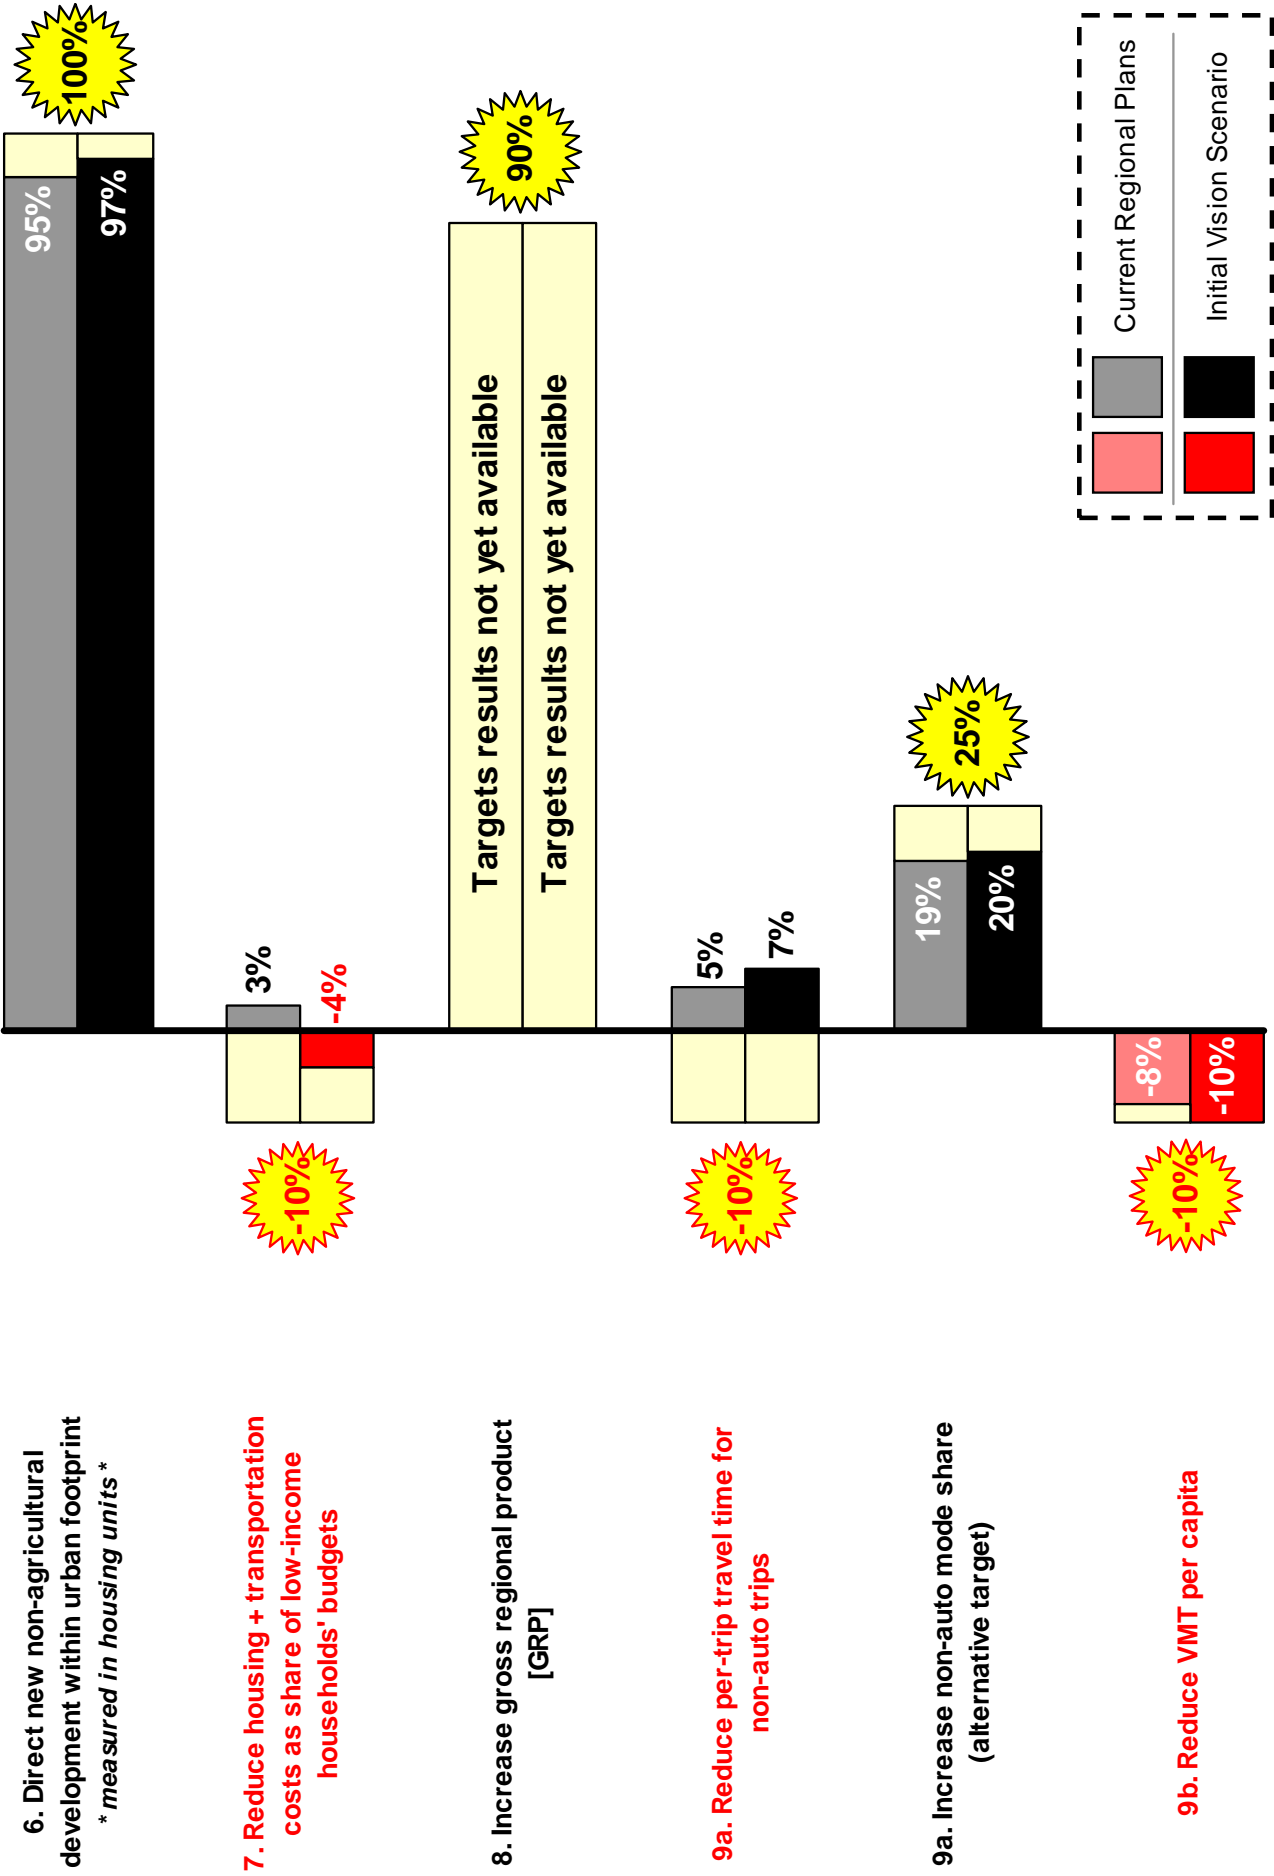 6. Direct new non-agricultural
development within urban footprint
* measured in housing units *
95%
97%
100%
7. Reduce housing + transportation
costs as share of low-income
households' budgets
-10%
3%
-4%
8. Increase gross regional product
[GRP]
Targets results not yet available
Targets results not yet available
90%
9a. Reduce per-trip travel time for
non-auto trips
-10%
5%
7%
9a. Increase non-auto mode share
(alternative target)
19%
20%
25%
9b. Reduce VMT per capita
-10%
-8%
-10%
Current Regional Plans
Initial Vision Scenario